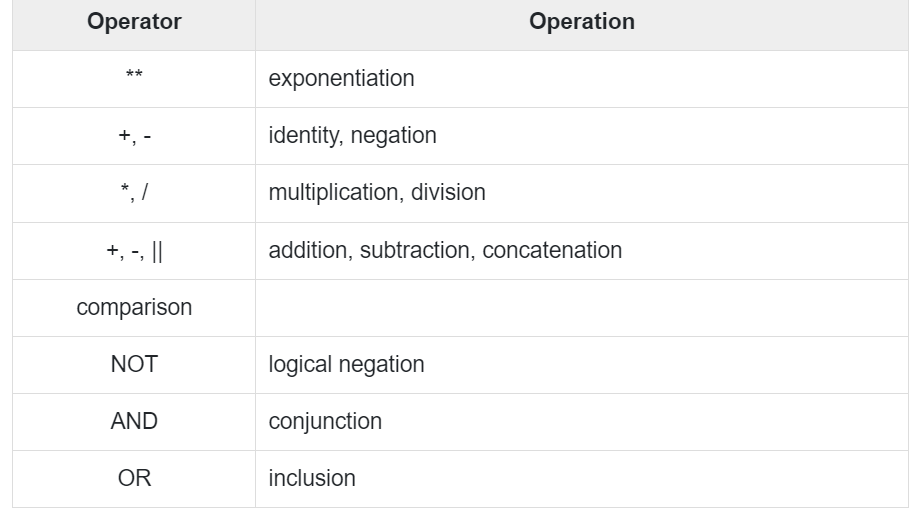 Operator Operation
** exponentiation
+, - identity, negation
*, / multiplication, division
+, -, || addition, subtraction, concatenation
comparison
NOT logical negation
AND conjunction
OR inclusion